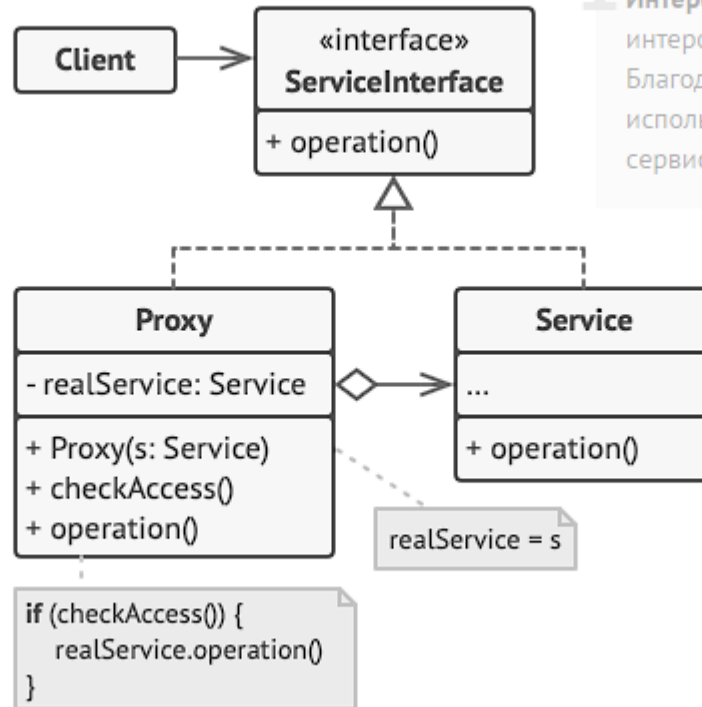 Client
«interface»
ServiceInterface
+ operation()
Proxy
- realService: Service
+ Proxy(s: Service)
+ checkAccess()
+ operation()
Service
...
+ operation()
realService = s
if (checkAccess()) {
realService.operation()
}